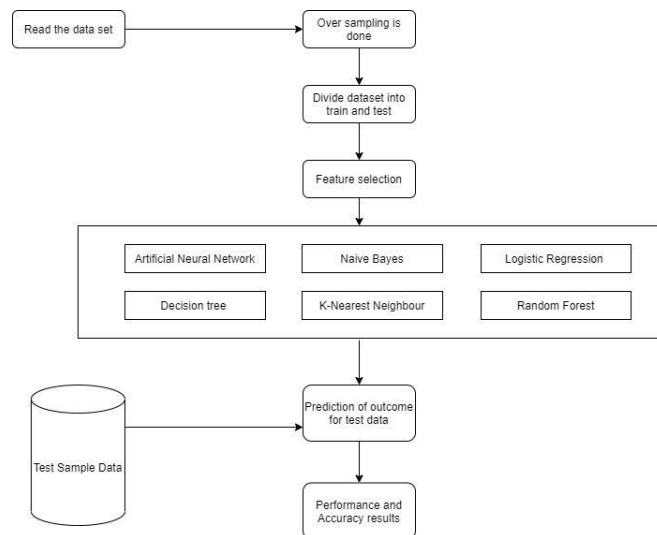 Read the data set
Over sampling is
done
Divide dataset into
train and test
Feature selection
Artificial Neural Network
Naive Bayes
Logistic Regression
Decision tree
K-Nearest Neighbour
Random Forest
Prediction of outcome
for test data
Test Sample Data
Performance and
Accuracy results